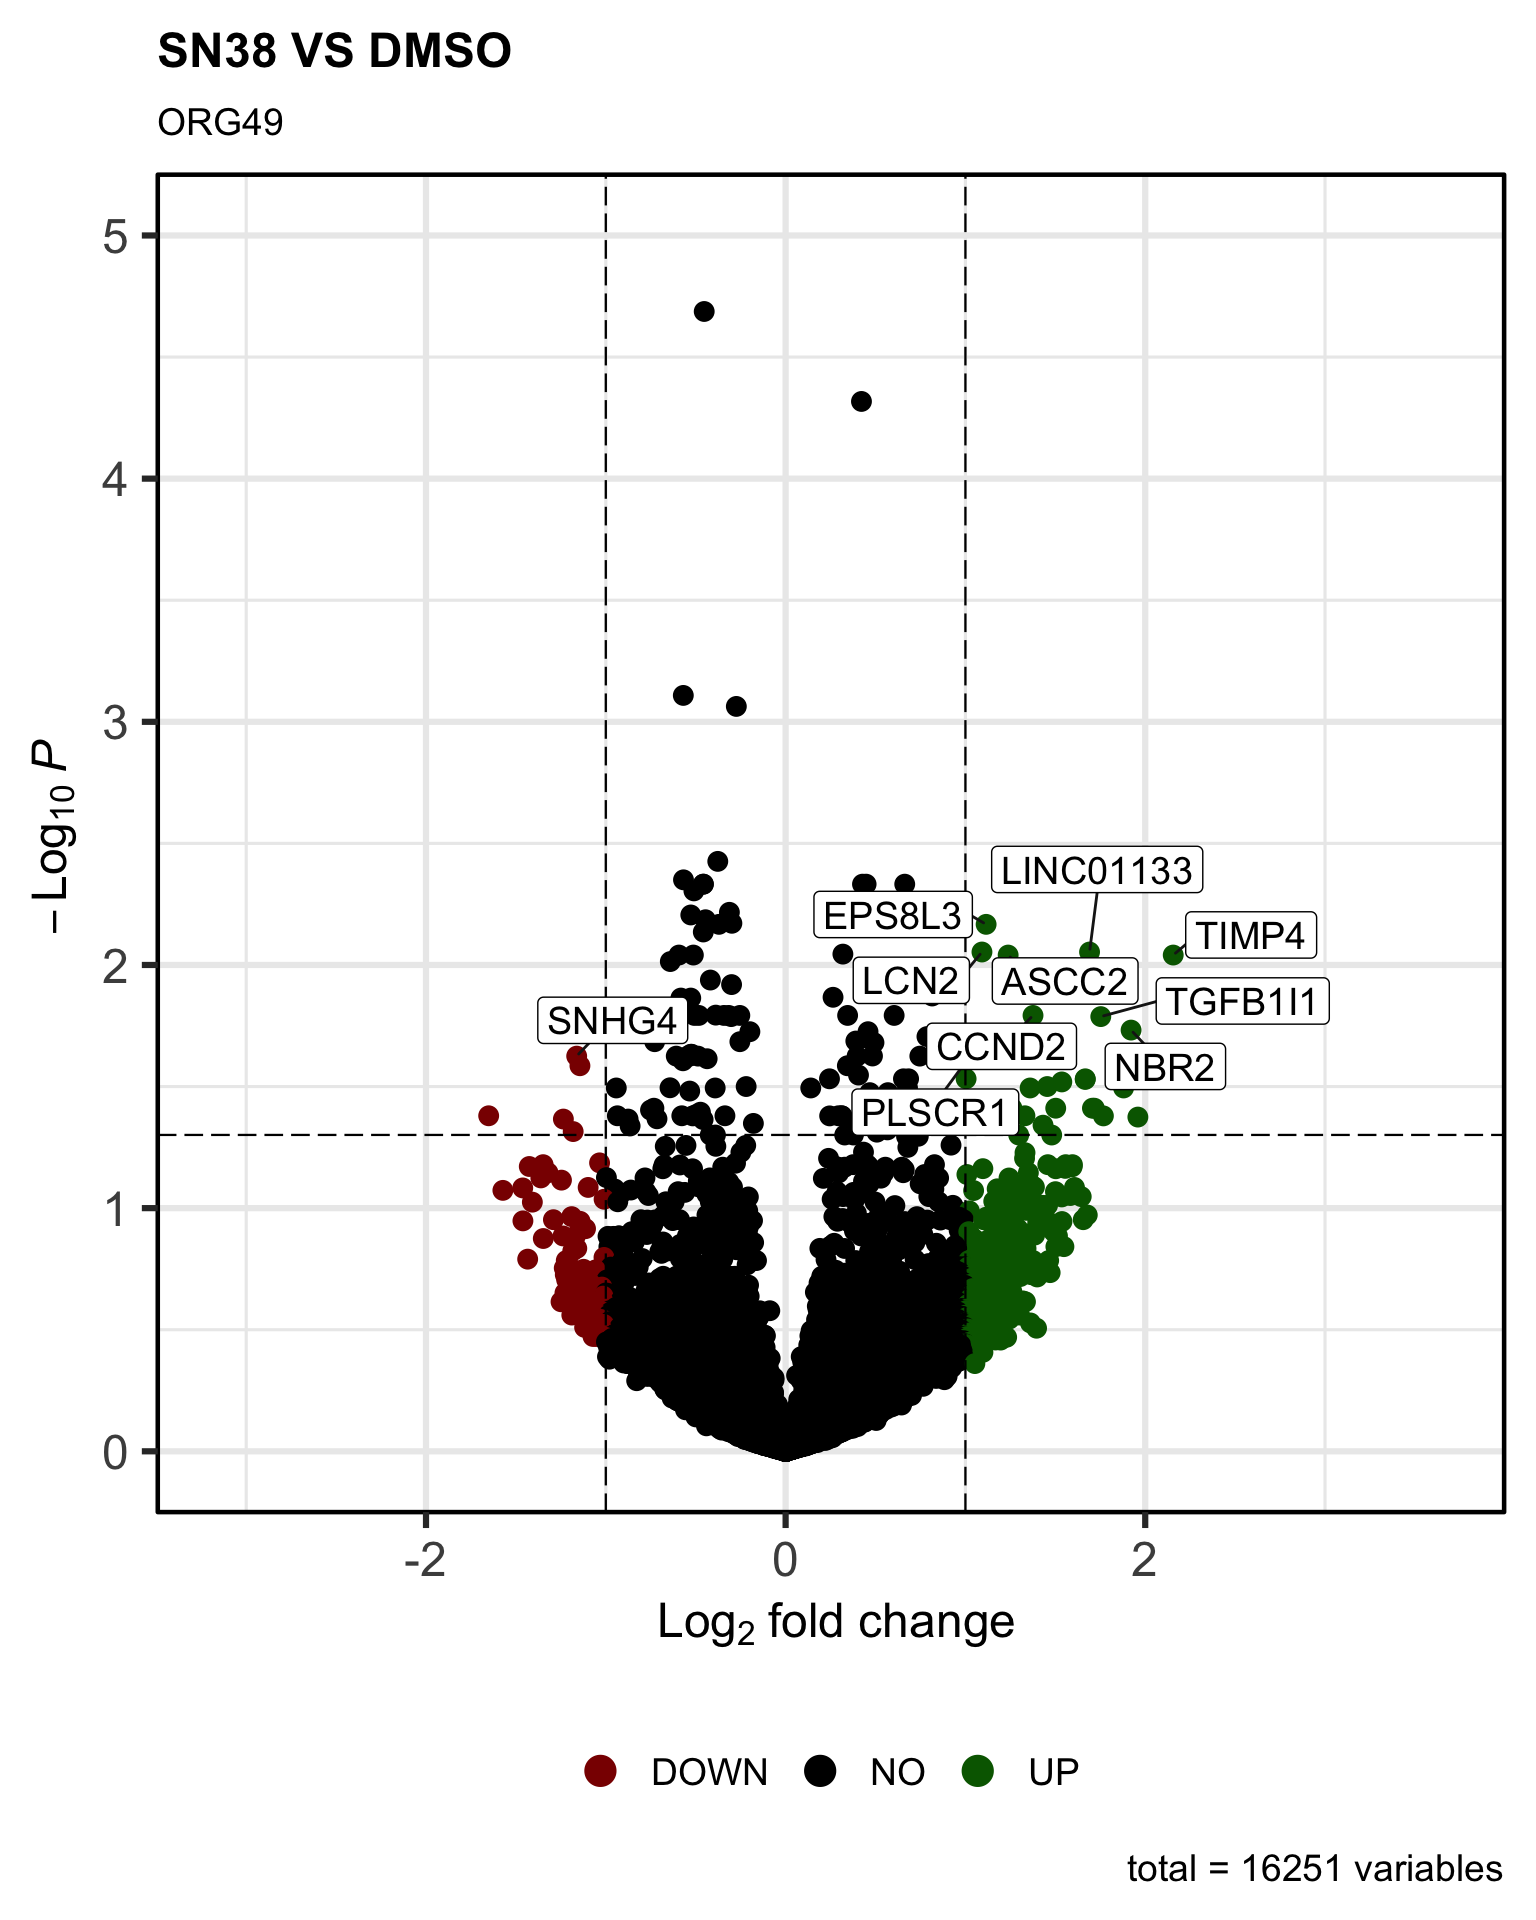 SN38 VS DMSO
ORG49
5
4
3
2
1
0
−Log10 P
LINC01133
EPS8L3
TIMP4
LCN2
ASCC2
TGFB1I1
SNHG4
CCND2
NBR2
PLSCR1
-2 0 2
Log2 fold change
DOWN NO UP
total = 16251 variables